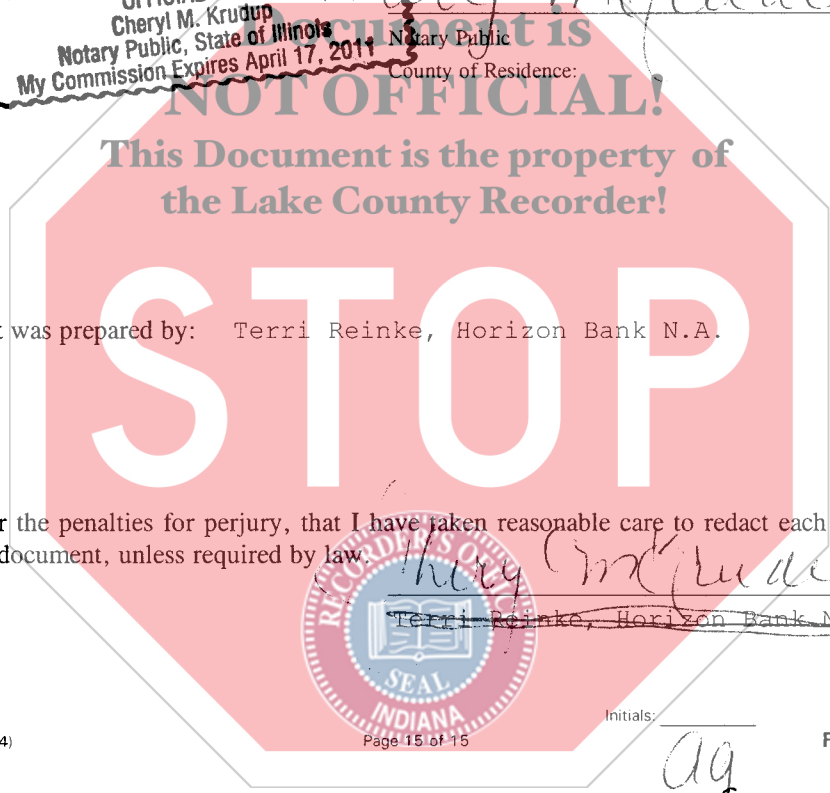 Cheryl M. Krudup
Notary Public, State of Illinois
My Commission Expires April 17, 2011
Notary Public
County of Residence:
Document is
NOT OFFICIAL!
This Document is the property of
the Lake County Recorder!
STOP
was prepared by: Terri Reinke, Horizon Bank N.A.
the penalties for perjury, that I have taken reasonable care to redact each
document, unless required by law.
Terri Reinke, Horizon Bank N
RECORDER'S OFFICE
SEAL
INDIANA
Initials:
ag
4) Page 15 of 15 F